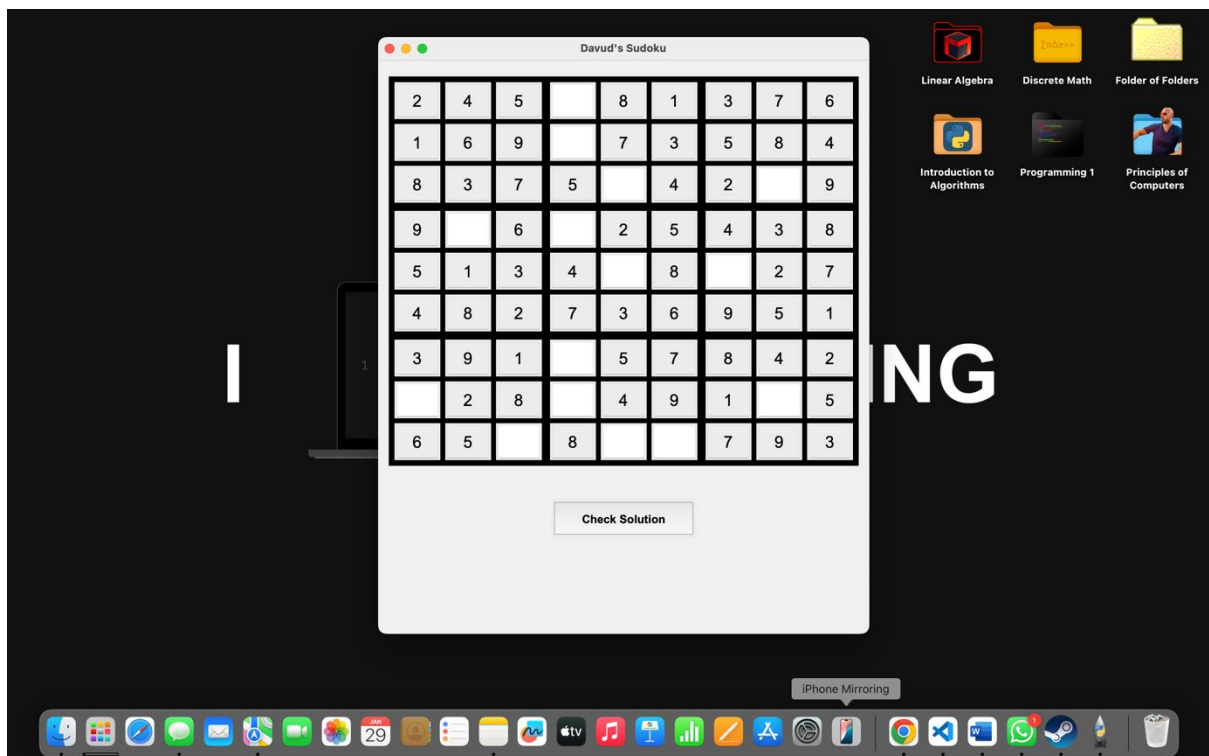 Davud's Sudoku
2 4 5 8 1 3 7 6
1 6 9 7 3 5 8 4
8 3 7 5 4 2 9
9 6 2 5 4 3 8
5 1 3 4 8 2 7
4 8 2 7 3 6 9 5 1
3 9 1 5 7 8 4 2
2 8 4 9 1 5
6 5 8 7 9 3
Check Solution
Linear Algebra
Discrete Math
Folder of Folders
Introduction to
Algorithms
Programming 1
Principles of
Computers
I
NG
1
iPhone Mirroring
JAN
29
tv
W
1